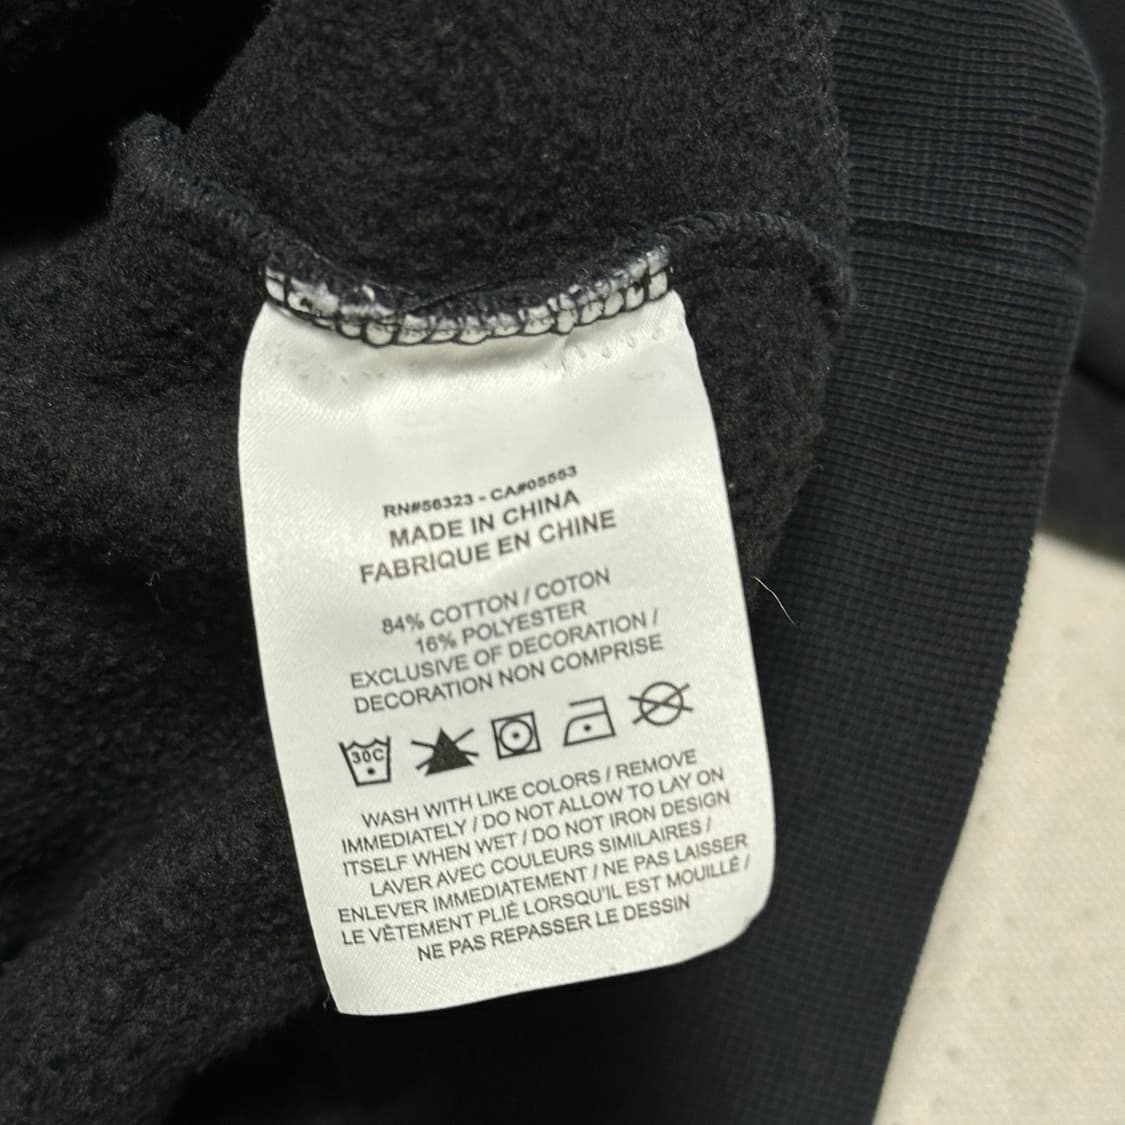 RN#56323 - CA#05553
MADE IN CHINA
FABRIQUE EN CHINE
84% COTTON / COTON
16% POLYESTER
EXCLUSIVE OF DECORATION /
DECORATION NON COMPRISE
30C
WASH WITH LIKE COLORS / REMOVE
IMMEDIATELY / DO NOT ALLOW TO LAY ON
ITSELF WHEN WET / DO NOT IRON DESIGN
LAVER AVEC COULEURS SIMILAIRES /
ENLEVER IMMEDIATEMENT / NE PAS LAISSER
LE VÊTEMENT PLIÉ LORSQU'IL EST MOUILLÉ /
NE PAS REPASSER LE DESSIN